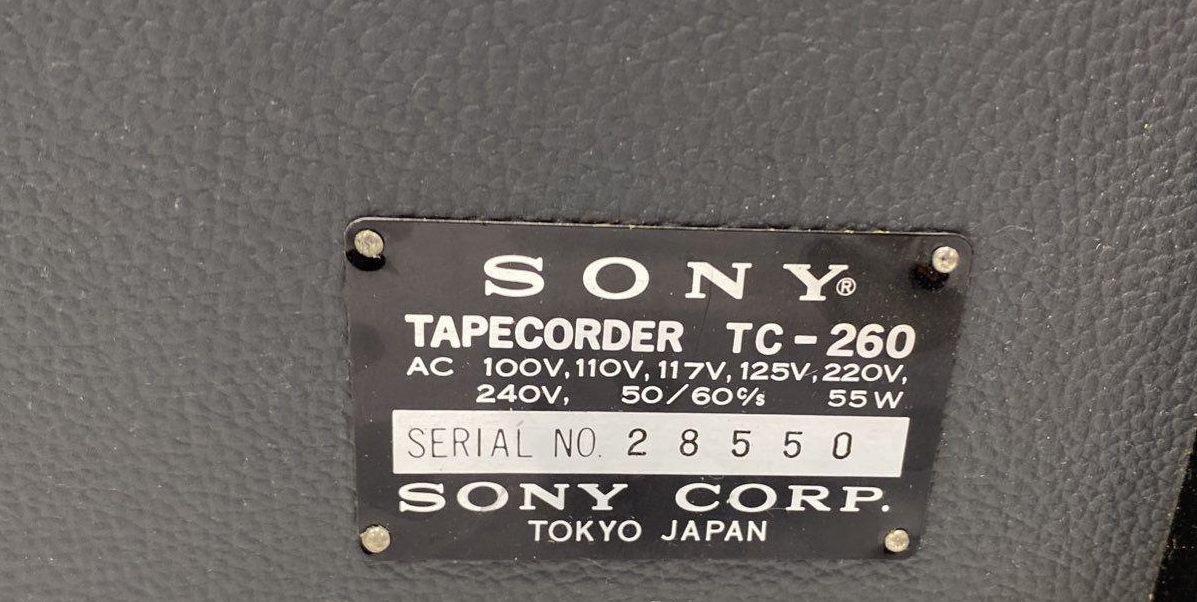 SONY®
TAPECORDER TC-260
AC 100V, 110V, 117V, 125V, 220V,
240V, 50/60 c/s 55W
SERIAL NO. 28550
SONY CORP.
TOKYO JAPAN